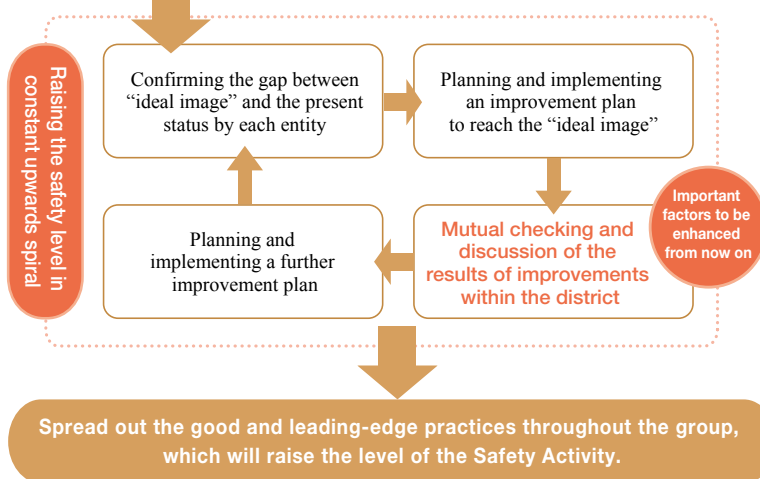 Raising the safety level in
constant upwards spiral
Confirming the gap between
“ideal image” and the present
status by each entity
Planning and implementing
an improvement plan
to reach the “ideal image”
Important
factors to be
enhanced
from now on
Mutual checking and
discussion of the
results of improvements
within the district
Planning and
implementing a further
improvement plan
Spread out the good and leading-edge practices throughout the group,
which will raise the level of the Safety Activity.